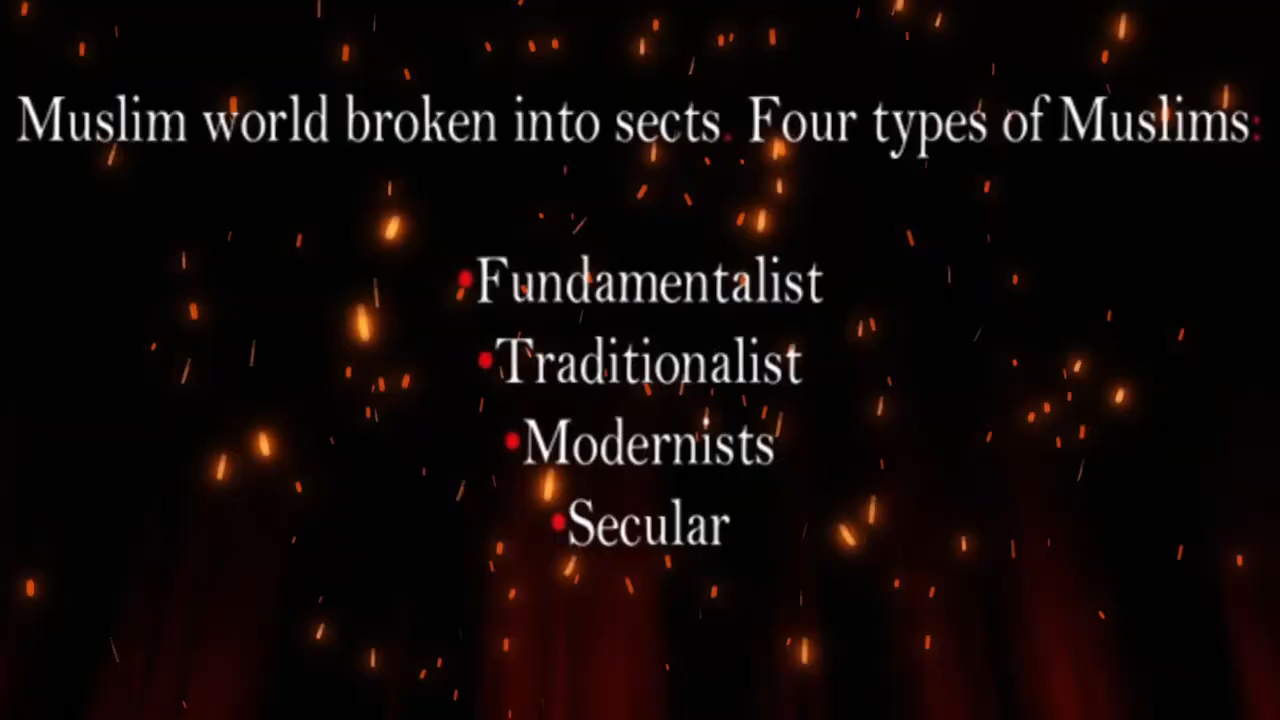 Muslim world broken into sects. Four types of Muslims:
•Fundamentalist
•Traditionalist
•Modernists
•Secular